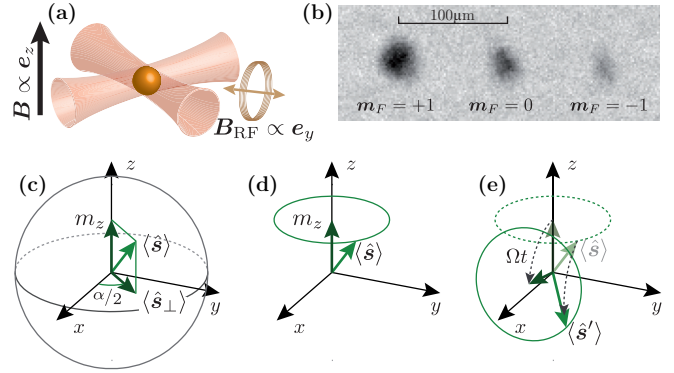 (a)
B ∝ e_z
B_RF ∝ e_y
(b)
100μm
m_F = +1
m_F = 0
m_F = −1
(c)
z
m_z
⟨ŝ⟩
α/2
⟨ŝ_⊥⟩
x
y
(d)
z
m_z
⟨ŝ⟩
x
y
(e)
z
Ωt
⟨ŝ⟩
x
y
⟨ŝ′⟩